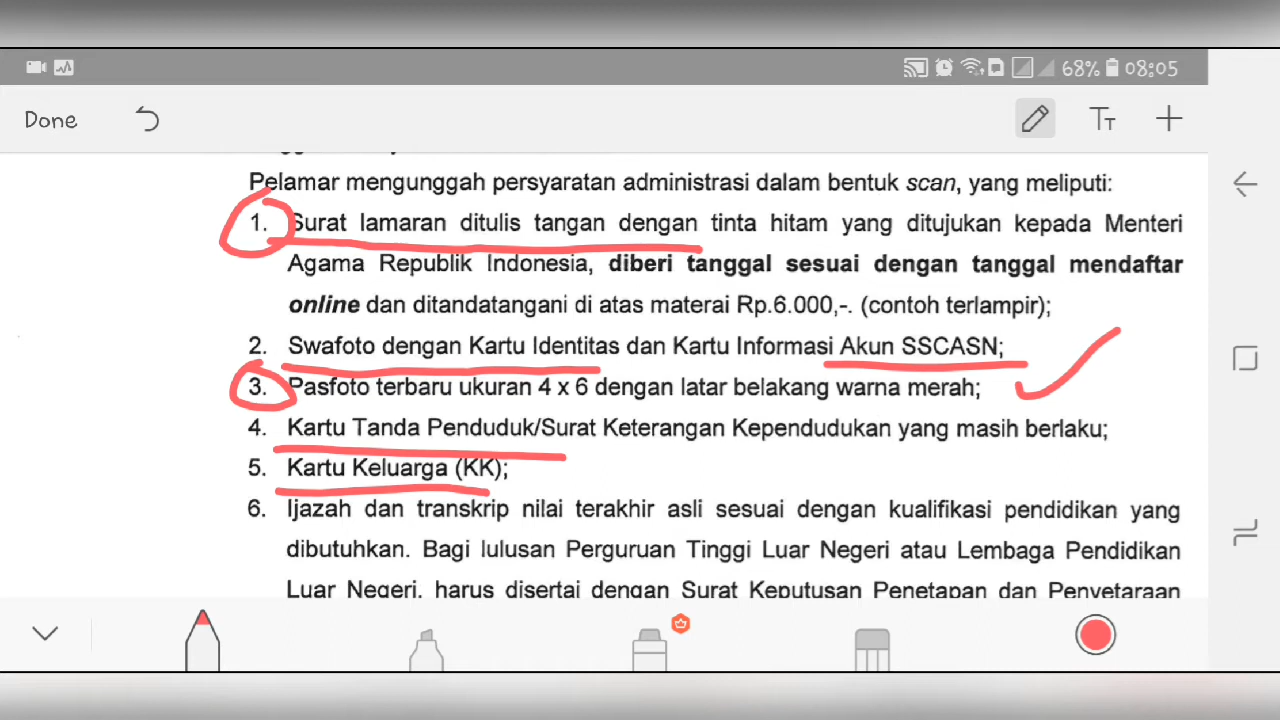 68% 08:05
Done
Pelamar mengunggah persyaratan administrasi dalam bentuk scan, yang meliputi:
1. Surat lamaran ditulis tangan dengan tinta hitam yang ditujukan kepada Menteri
Agama Republik Indonesia, diberi tanggal sesuai dengan tanggal mendaftar
online dan ditandatangani di atas materai Rp.6.000,-. (contoh terlampir);
2. Swafoto dengan Kartu Identitas dan Kartu Informasi Akun SSCASN;
3. Pasfoto terbaru ukuran 4 x 6 dengan latar belakang warna merah;
4. Kartu Tanda Penduduk/Surat Keterangan Kependudukan yang masih berlaku;
5. Kartu Keluarga (KK);
6. Ijazah dan transkrip nilai terakhir asli sesuai dengan kualifikasi pendidikan yang
dibutuhkan. Bagi lulusan Perguruan Tinggi Luar Negeri atau Lembaga Pendidikan
Luar Negeri, harus disertai dengan Surat Keputusan Penetapan dan Penyetaraan